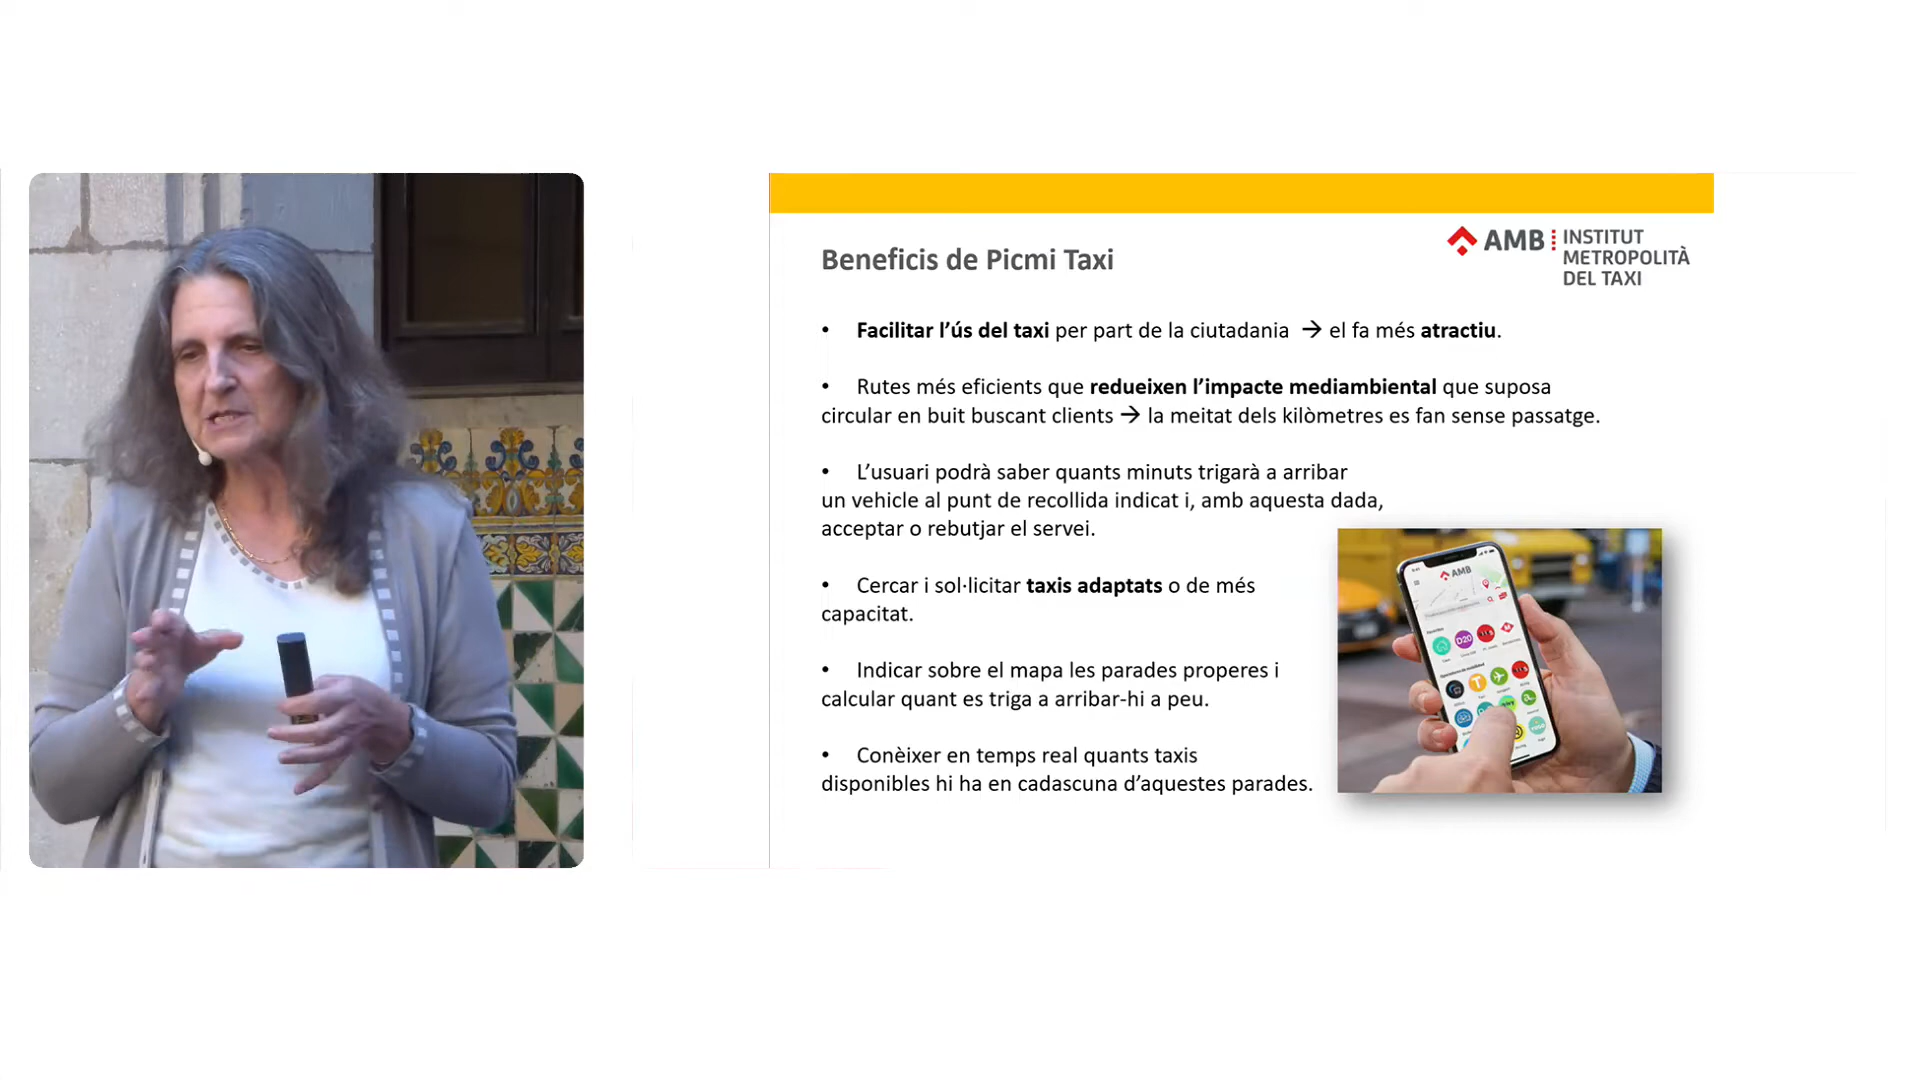 Beneficis de Picmi Taxi
AMB INSTITUT
METROPOLITÀ
DEL TAXI
• Facilitar l’ús del taxi per part de la ciutadania → el fa més atractiu.
• Rutes més eficients que redueixen l’impacte mediambiental que suposa
circular en buit buscant clients → la meitat dels kilòmetres es fan sense passatge.
• L’usuari podrà saber quants minuts trigarà a arribar
un vehicle al punt de recollida indicat i, amb aquesta dada,
acceptar o rebutjar el servei.
• Cercar i sol·licitar taxis adaptats o de més
capacitat.
• Indicar sobre el mapa les parades properes i
calcular quant es triga a arribar-hi a peu.
• Conèixer en temps real quants taxis
disponibles hi ha en cadascuna d’aquestes parades.
AMB
D20